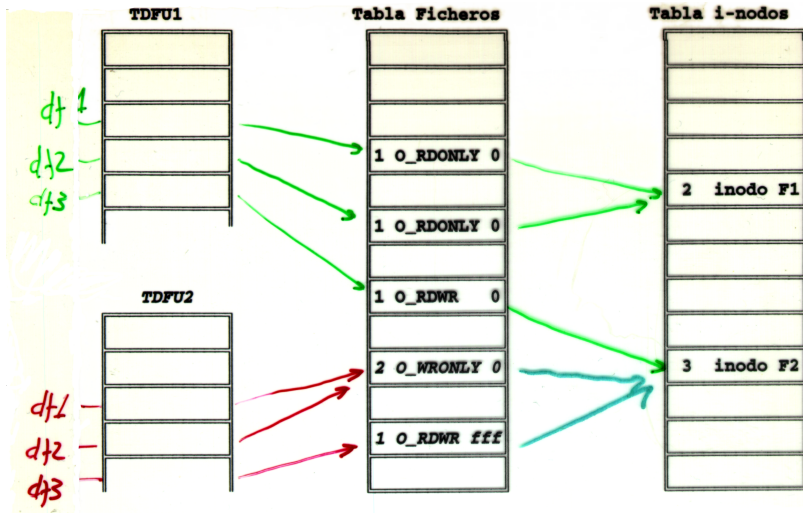 TDFU1
df1
df2
df3
TDFU2
df1
df2
df3
Tabla Ficheros
1 O_RDONLY 0
1 O_RDONLY 0
1 O_RDWR 0
2 O_WRONLY 0
1 O_RDWR fff
Tabla i-nodos
2 inodo F1
3 inodo F2